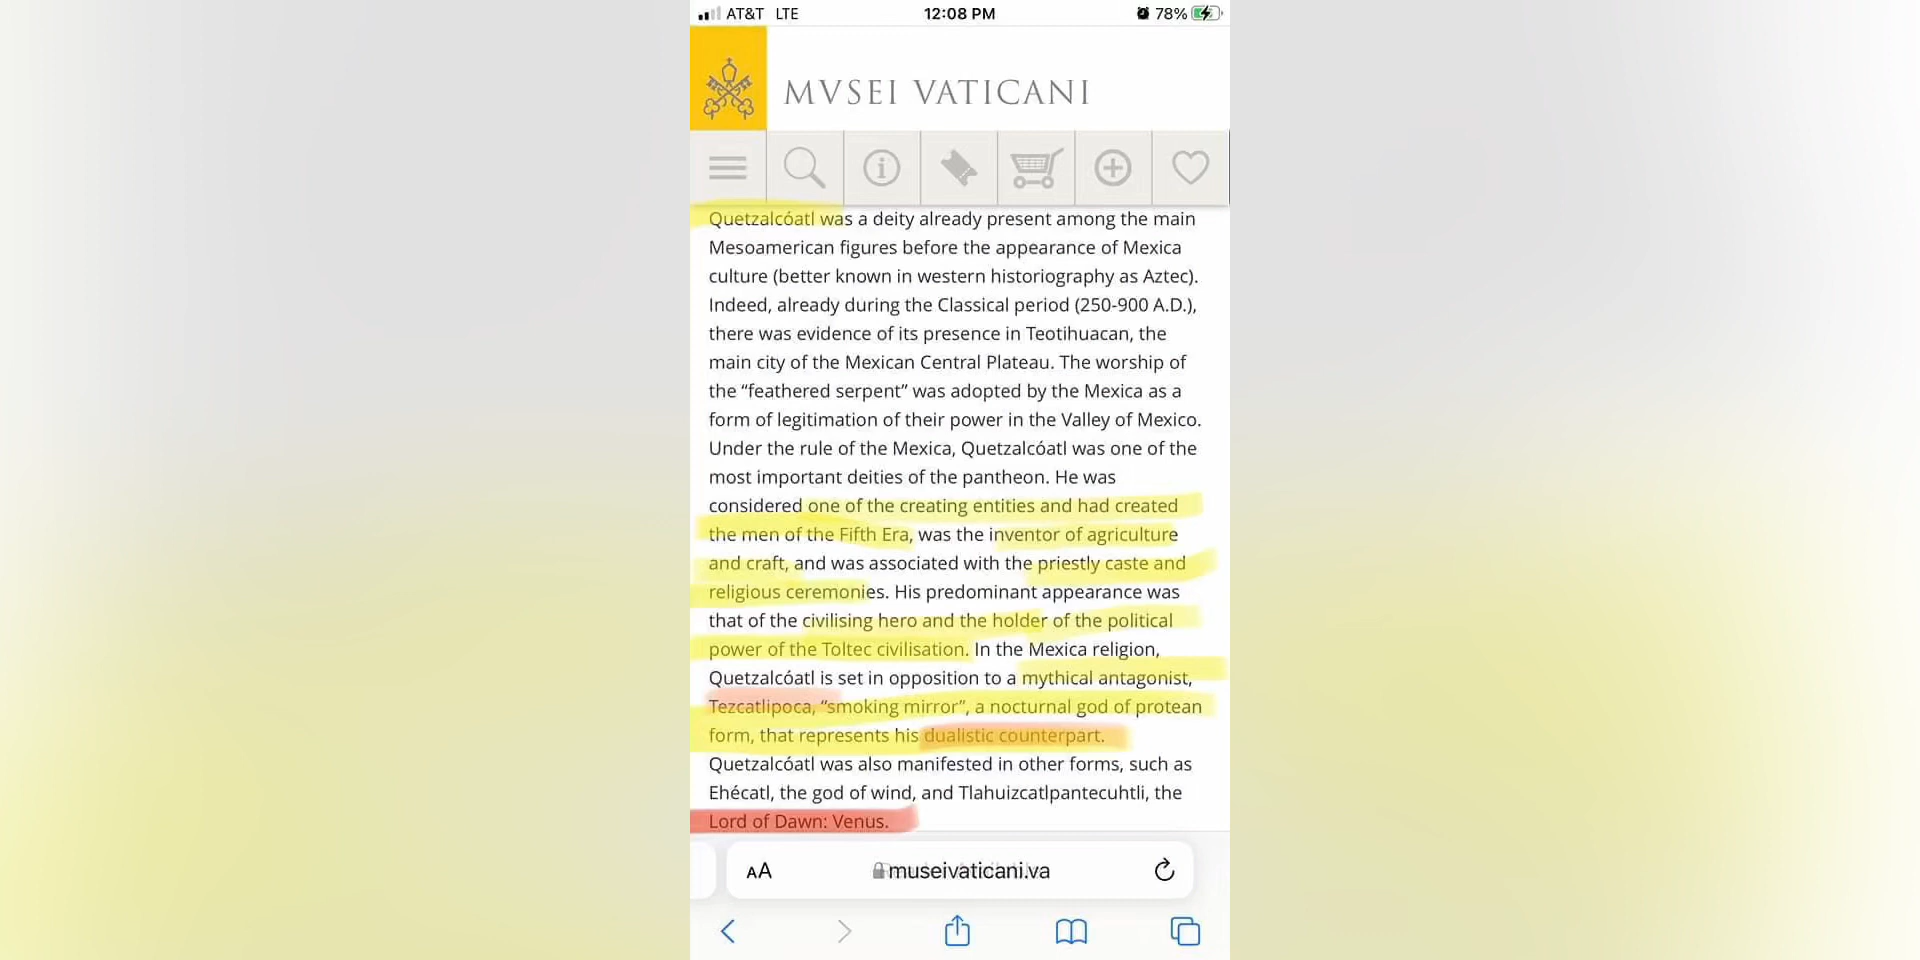 AT&T LTE 12:08 PM 78%
MVSEI VATICANI
Quetzalcóatl was a deity already present among the main
Mesoamerican figures before the appearance of Mexica
culture (better known in western historiography as Aztec).
Indeed, already during the Classical period (250-900 A.D.),
there was evidence of its presence in Teotihuacan, the
main city of the Mexican Central Plateau. The worship of
the “feathered serpent” was adopted by the Mexica as a
form of legitimation of their power in the Valley of Mexico.
Under the rule of the Mexica, Quetzalcóatl was one of the
most important deities of the pantheon. He was
considered one of the creating entities and had created
the men of the Fifth Era, was the inventor of agriculture
and craft, and was associated with the priestly caste and
religious ceremonies. His predominant appearance was
that of the civilising hero and the holder of the political
power of the Toltec civilisation. In the Mexica religion,
Quetzalcóatl is set in opposition to a mythical antagonist,
Tezcatlipoca, “smoking mirror”, a nocturnal god of protean
form, that represents his dualistic counterpart.
Quetzalcóatl was also manifested in other forms, such as
Ehécatl, the god of wind, and Tlahuizcatlpantecuhtli, the
Lord of Dawn: Venus.
AA museivaticani.va